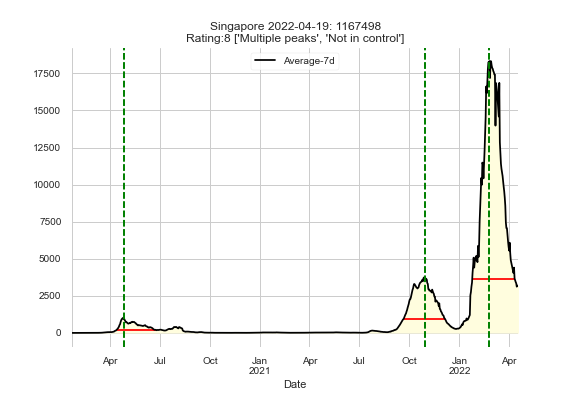 Singapore 2022-04-19: 1167498
Rating:8 ['Multiple peaks', 'Not in control']
Average-7d
17500
15000
12500
10000
7500
5000
2500
0
Apr Jul Oct Jan Apr Jul Oct Jan Apr
2021 2022
Date